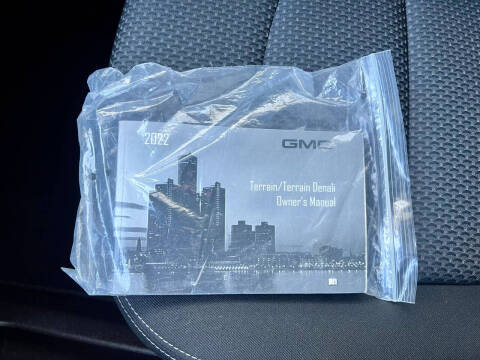 2022
GMC
Terrain/Terrain Denali
Owner's Manual